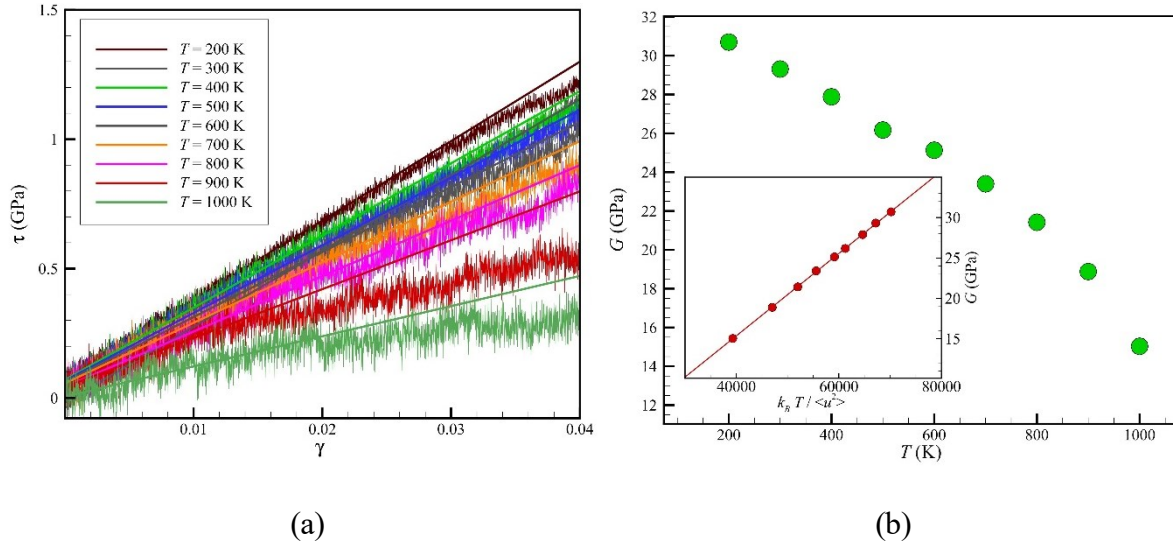 a)
T = 200 K
T = 300 K
T = 400 K
T = 500 K
T = 600 K
T = 700 K
T = 800 K
T = 900 K
T = 1000 K
τ (GPa)
1
0.5
0
0.01
0.02
0.03
0.04
γ
(a)
b)
G (GPa)
32
30
28
26
24
22
20
18
16
14
12
200
400
600
800
1000
T (K)
G (GPa)
30
25
20
15
40000
60000
80000
k_B T / <u²>
(b)